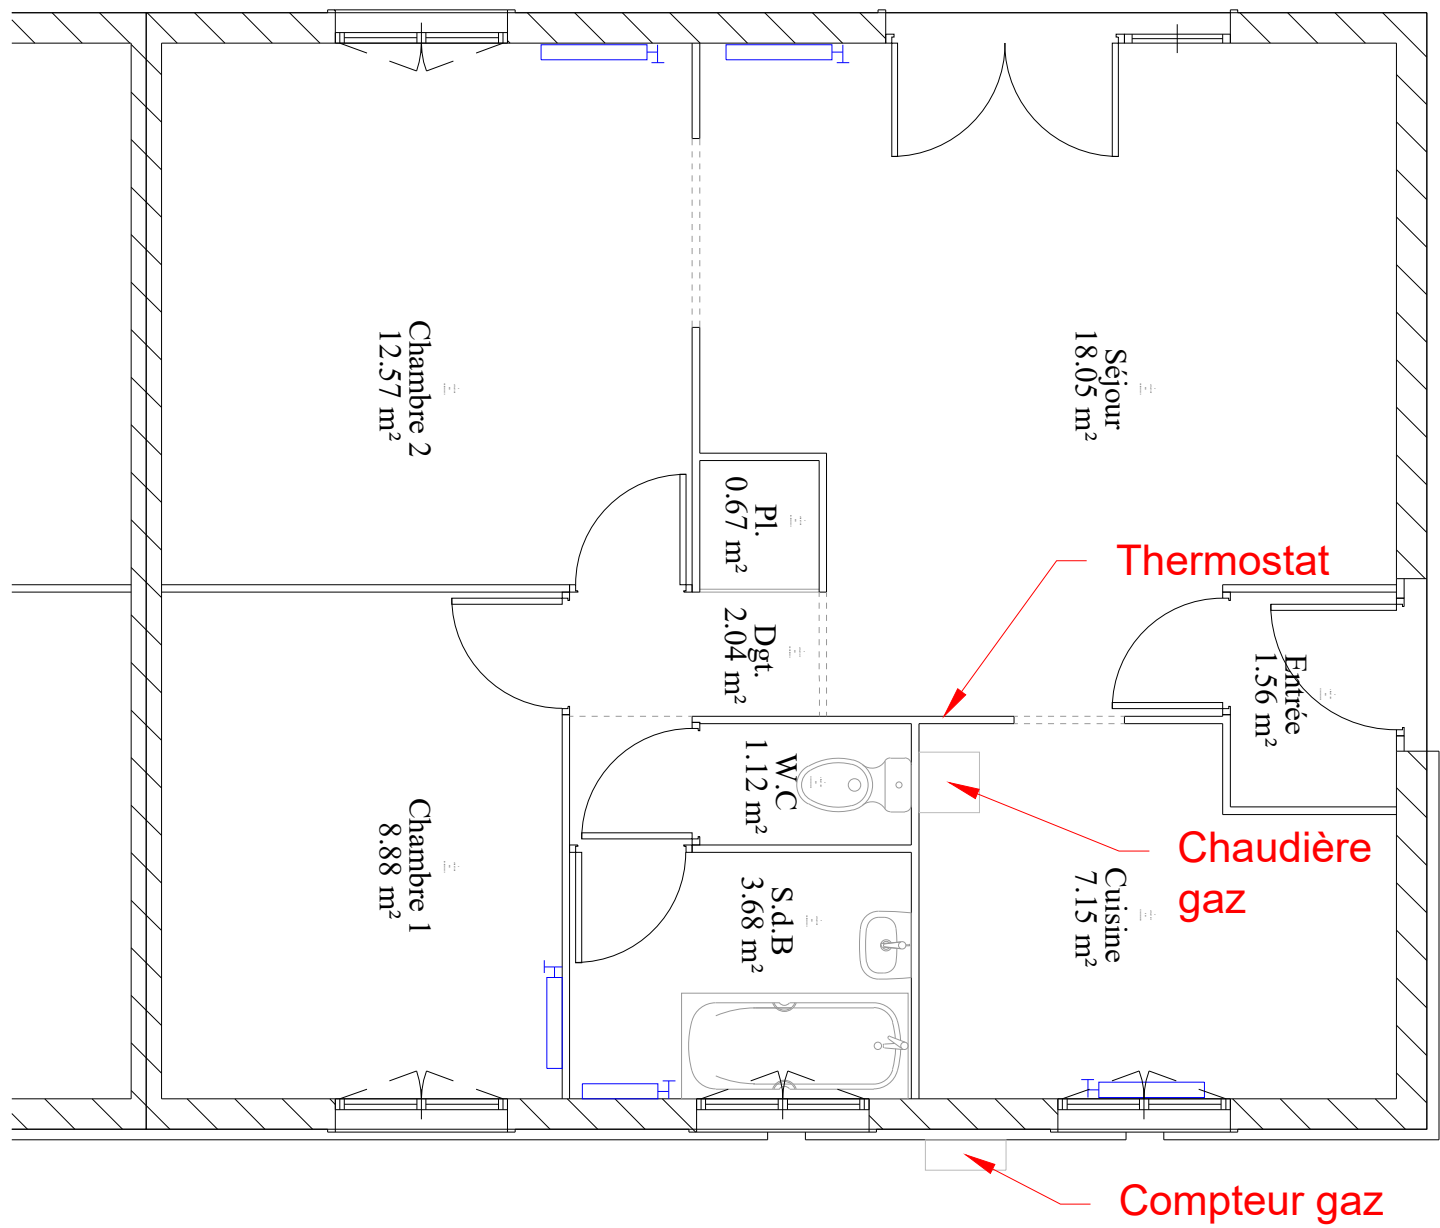 Chambre 2
12.57 m²
Séjour
18.05 m²
Pl.
0.67 m²
Thermostat
Dgt.
2.04 m²
Entrée
1.56 m²
W.C
1.12 m²
Chaudière
gaz
Chambre 1
8.88 m²
S.d.B
3.68 m²
Cuisine
7.15 m²
Compteur gaz